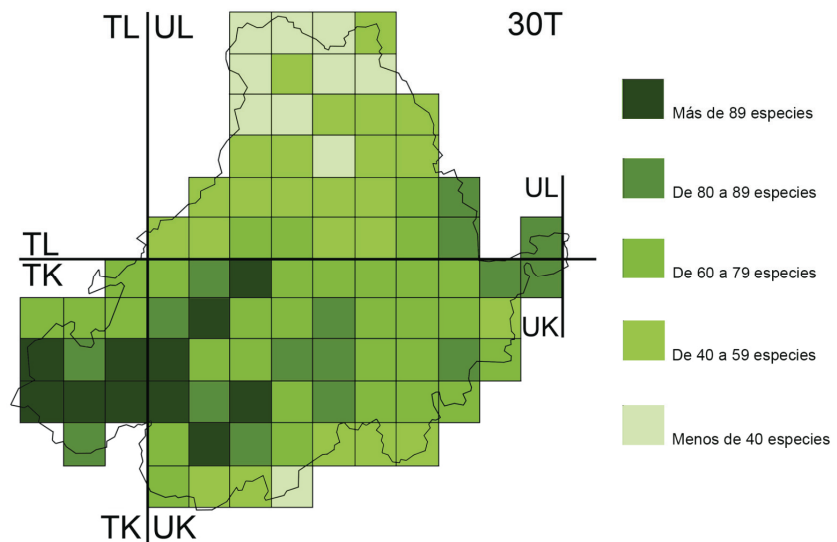 TL UL 30T
Más de 89 especies
De 80 a 89 especies
UL
TL
TK
De 60 a 79 especies
UK
De 40 a 59 especies
Menos de 40 especies
TK UK